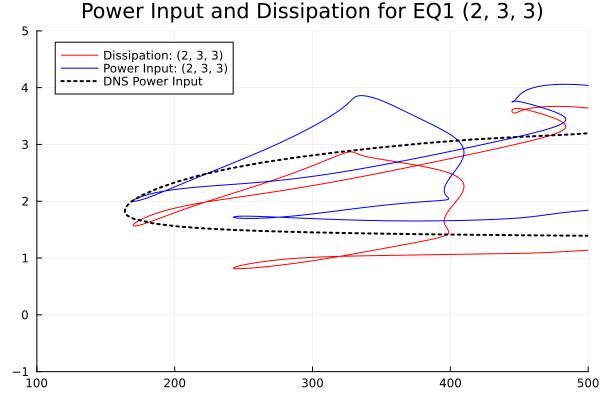 Power Input and Dissipation for EQ1 (2, 3, 3)
5
Dissipation: (2, 3, 3)
Power Input: (2, 3, 3)
DNS Power Input
4
3
2
1
0
−1
100 200 300 400 500